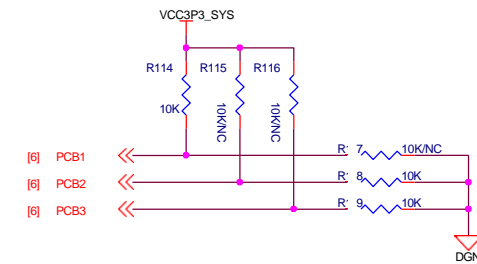 VCC3P3_SYS
R114 R115 R116
10K 10K/NC 10K/NC
[6] PCB1 7 10K/NC
[6] PCB2 8 10K
[6] PCB3 9 10K